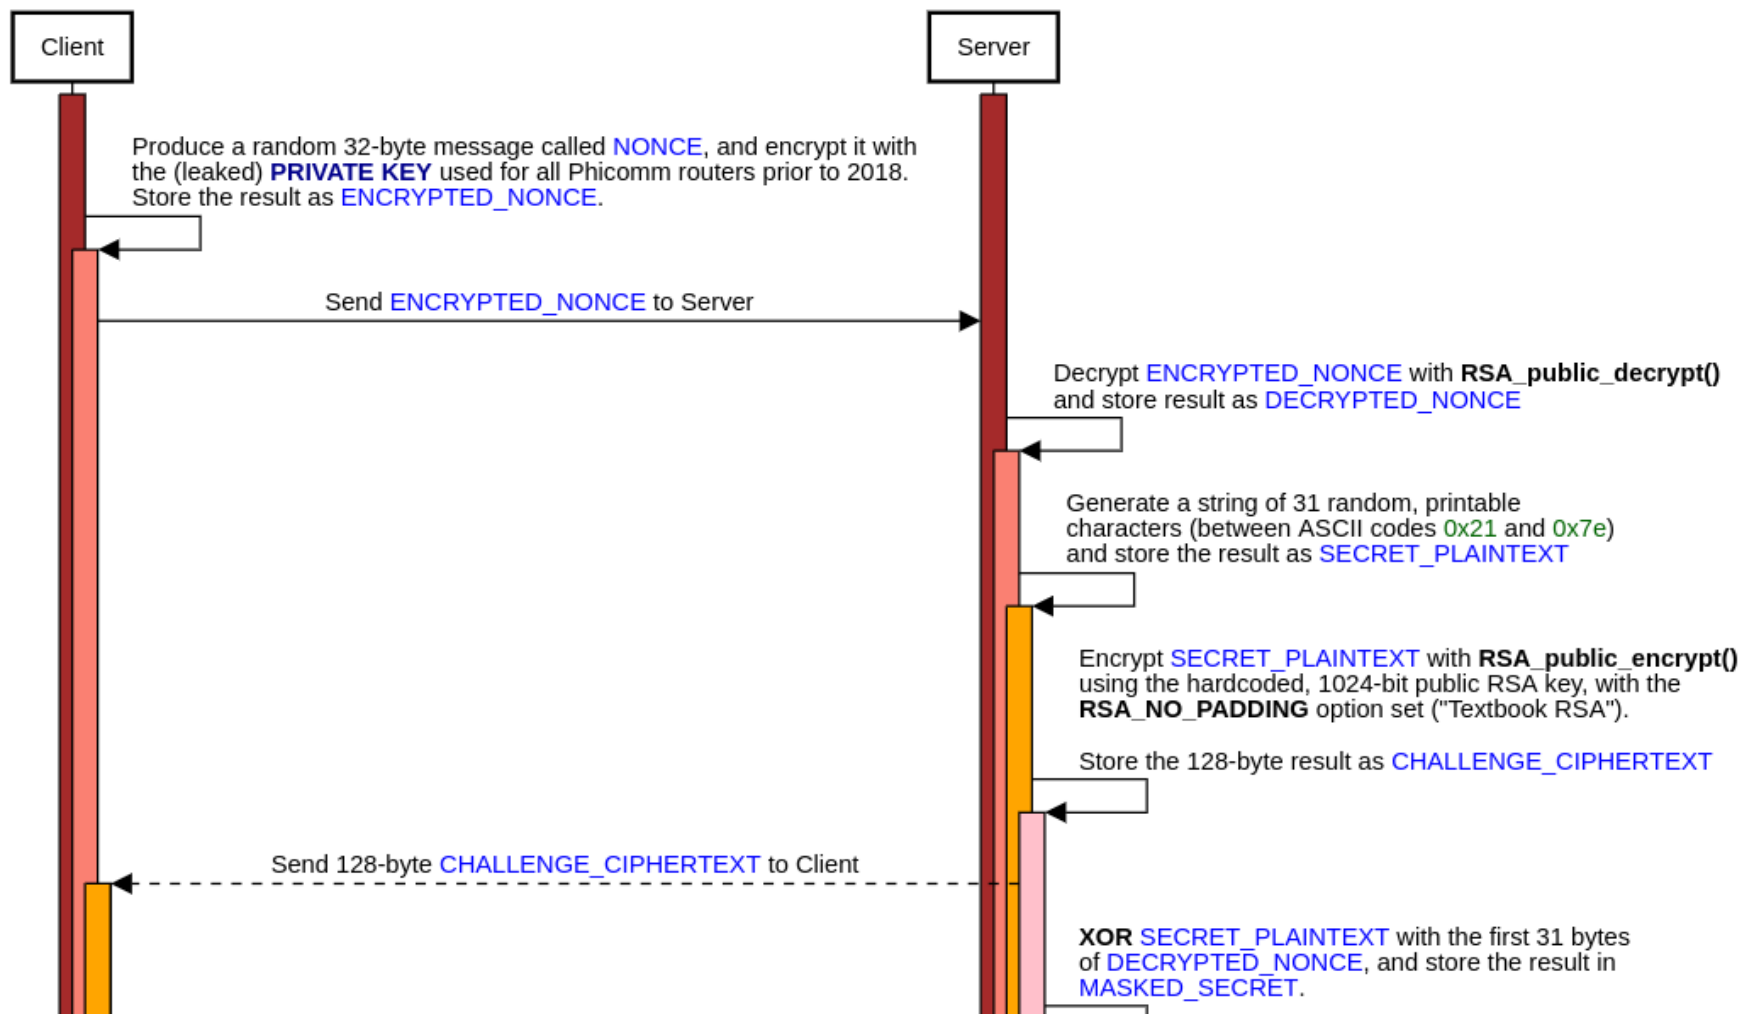 Client
Server
Produce a random 32-byte message called NONCE, and encrypt it with
the (leaked) PRIVATE KEY used for all Phicomm routers prior to 2018.
Store the result as ENCRYPTED_NONCE.
Send ENCRYPTED_NONCE to Server
Decrypt ENCRYPTED_NONCE with RSA_public_decrypt()
and store result as DECRYPTED_NONCE
Generate a string of 31 random, printable
characters (between ASCII codes 0x21 and 0x7e)
and store the result as SECRET_PLAINTEXT
Encrypt SECRET_PLAINTEXT with RSA_public_encrypt()
using the hardcoded, 1024-bit public RSA key, with the
RSA_NO_PADDING option set ("Textbook RSA").
Store the 128-byte result as CHALLENGE_CIPHERTEXT
Send 128-byte CHALLENGE_CIPHERTEXT to Client
XOR SECRET_PLAINTEXT with the first 31 bytes
of DECRYPTED_NONCE, and store the result in
MASKED_SECRET.